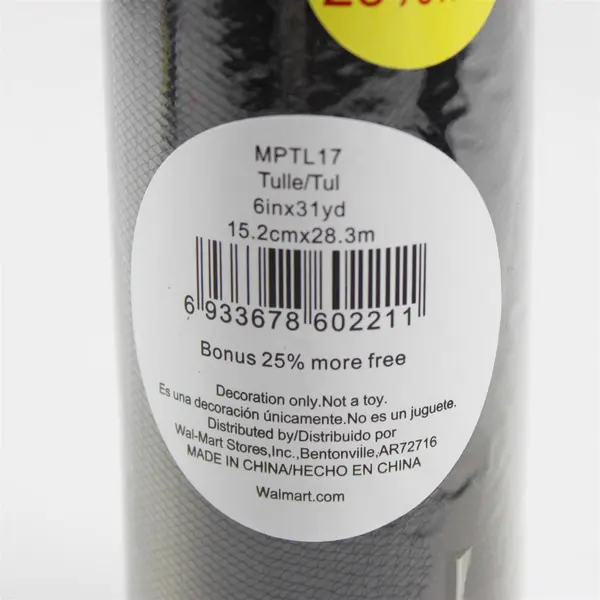 MPTL17
Tulle/Tul
6inx31yd
15.2cmx28.3m
6 933678 602211
Bonus 25% more free
Decoration only.Not a toy.
Es una decoración únicamente.No es un juguete.
Distributed by/Distribuido por
Wal-Mart Stores,Inc.,Bentonville,AR72716
MADE IN CHINA/HECHO EN CHINA
Walmart.com